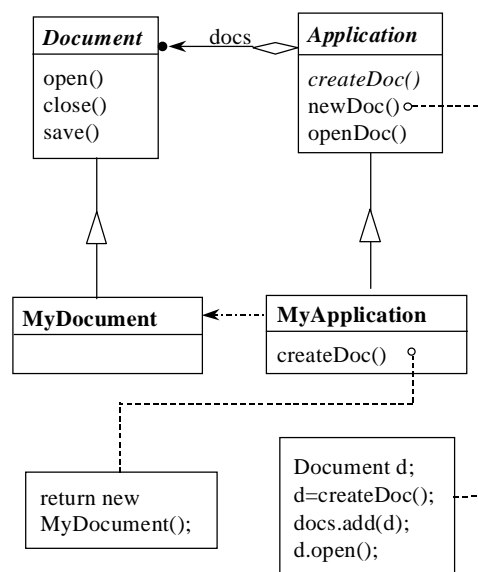 Document
docs
Application
open()
close()
save()
createDoc()
newDoc()
openDoc()
MyDocument
MyApplication
createDoc()
return new
MyDocument();
Document d;
d=createDoc();
docs.add(d);
d.open();